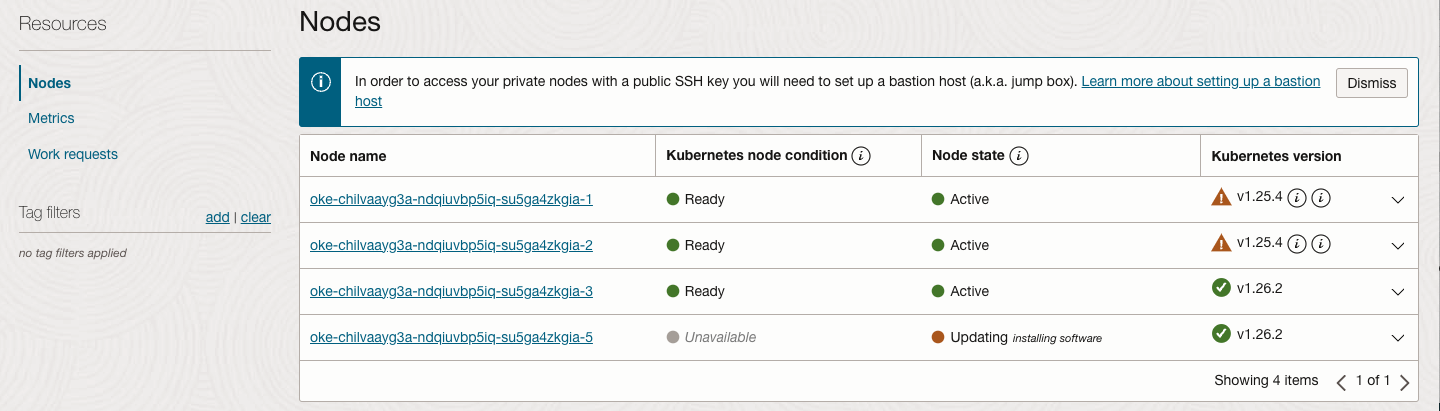 Resources
Nodes
Metrics
Work requests
Tag filters add | clear
no tag filters applied
Nodes
In order to access your private nodes with a public SSH key you will need to set up a bastion host (a.k.a. jump box). Learn more about setting up a bastion
host
Dismiss
Node name Kubernetes node condition i Node state i Kubernetes version
oke-chilvaayg3a-ndqiuvbp5iq-su5ga4zkgia-1 Ready Active v1.25.4 i i
oke-chilvaayg3a-ndqiuvbp5iq-su5ga4zkgia-2 Ready Active v1.25.4 i i
oke-chilvaayg3a-ndqiuvbp5iq-su5ga4zkgia-3 Ready Active v1.26.2
oke-chilvaayg3a-ndqiuvbp5iq-su5ga4zkgia-5 Unavailable Updating installing software v1.26.2
Showing 4 items 1 of 1